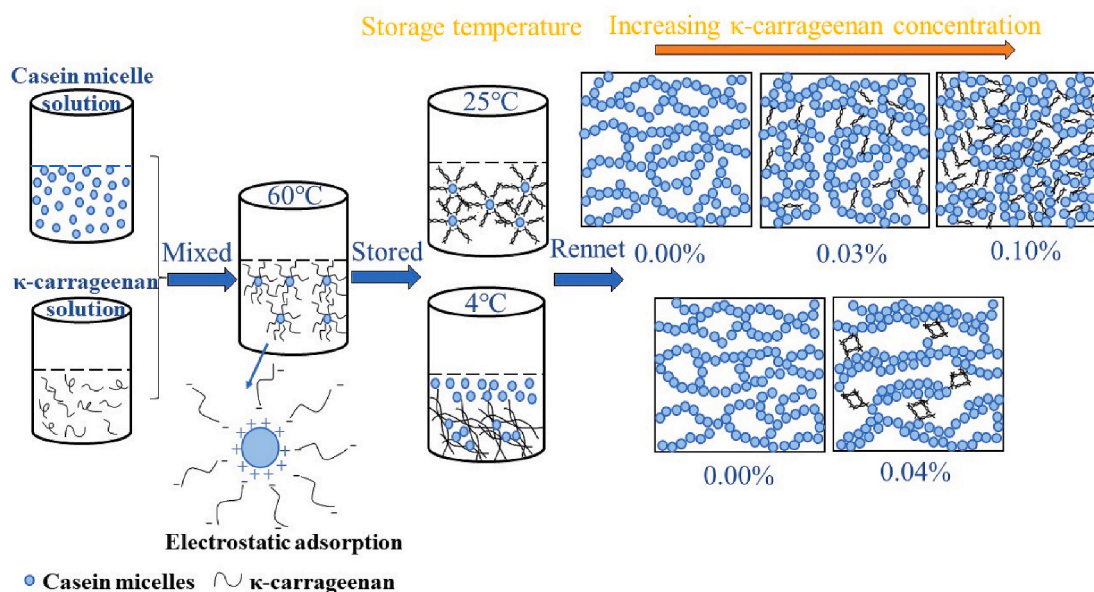 Storage temperature
Increasing κ-carrageenan concentration
Casein micelle
solution
κ-carrageenan
solution
Mixed
60℃
Stored
25℃
4℃
Rennet
0.00%
0.03%
0.10%
0.00%
0.04%
Electrostatic adsorption
Casein micelles
κ-carrageenan